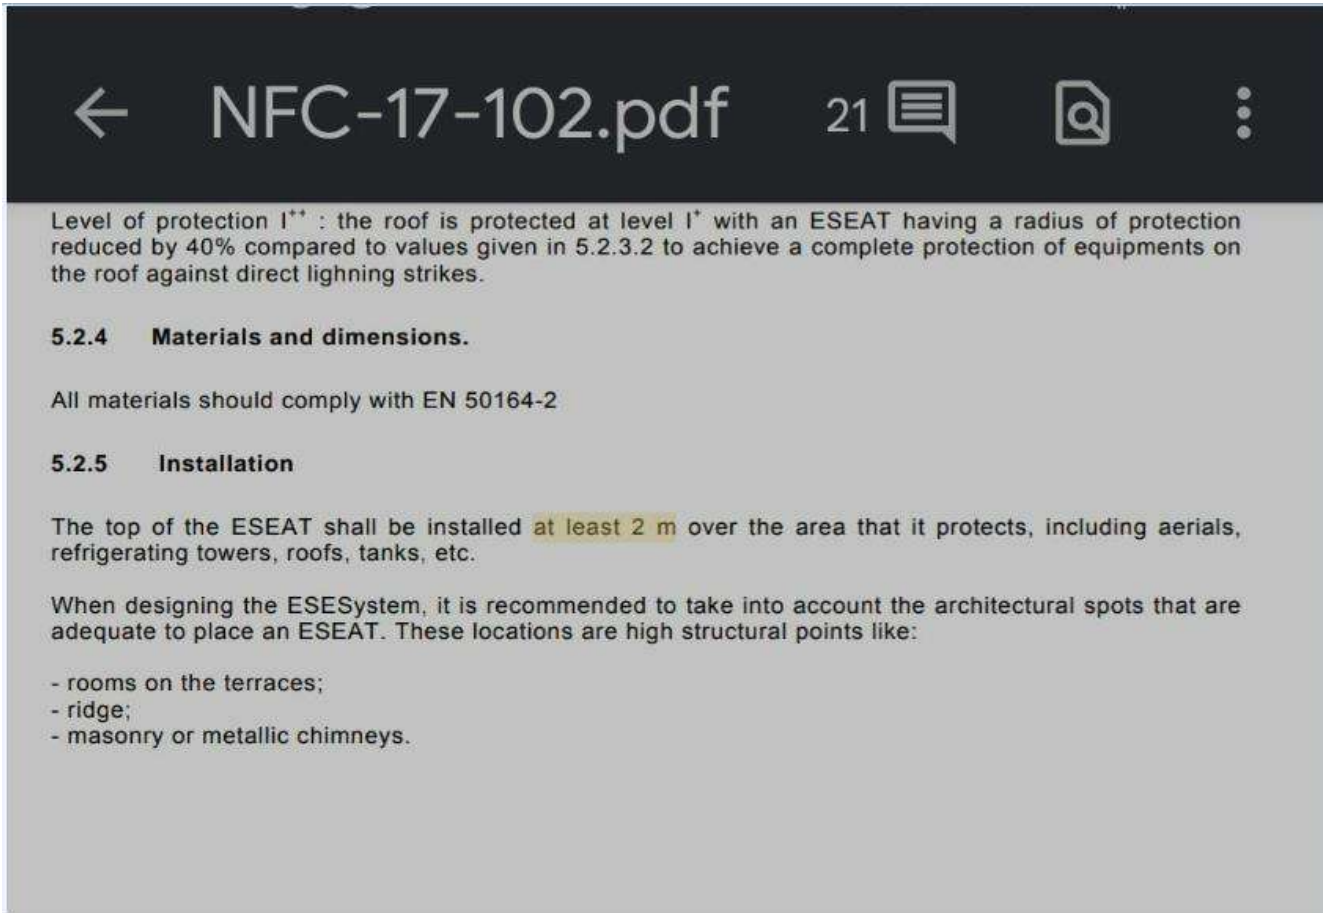 NFC-17-102.pdf 21
Level of protection I⁺⁺ : the roof is protected at level I⁺ with an ESEAT having a radius of protection
reduced by 40% compared to values given in 5.2.3.2 to achieve a complete protection of equipments on
the roof against direct lighning strikes.
5.2.4 Materials and dimensions.
All materials should comply with EN 50164-2
5.2.5 Installation
The top of the ESEAT shall be installed at least 2 m over the area that it protects, including aerials,
refrigerating towers, roofs, tanks, etc.
When designing the ESESystem, it is recommended to take into account the architectural spots that are
adequate to place an ESEAT. These locations are high structural points like:
- rooms on the terraces;
- ridge;
- masonry or metallic chimneys.